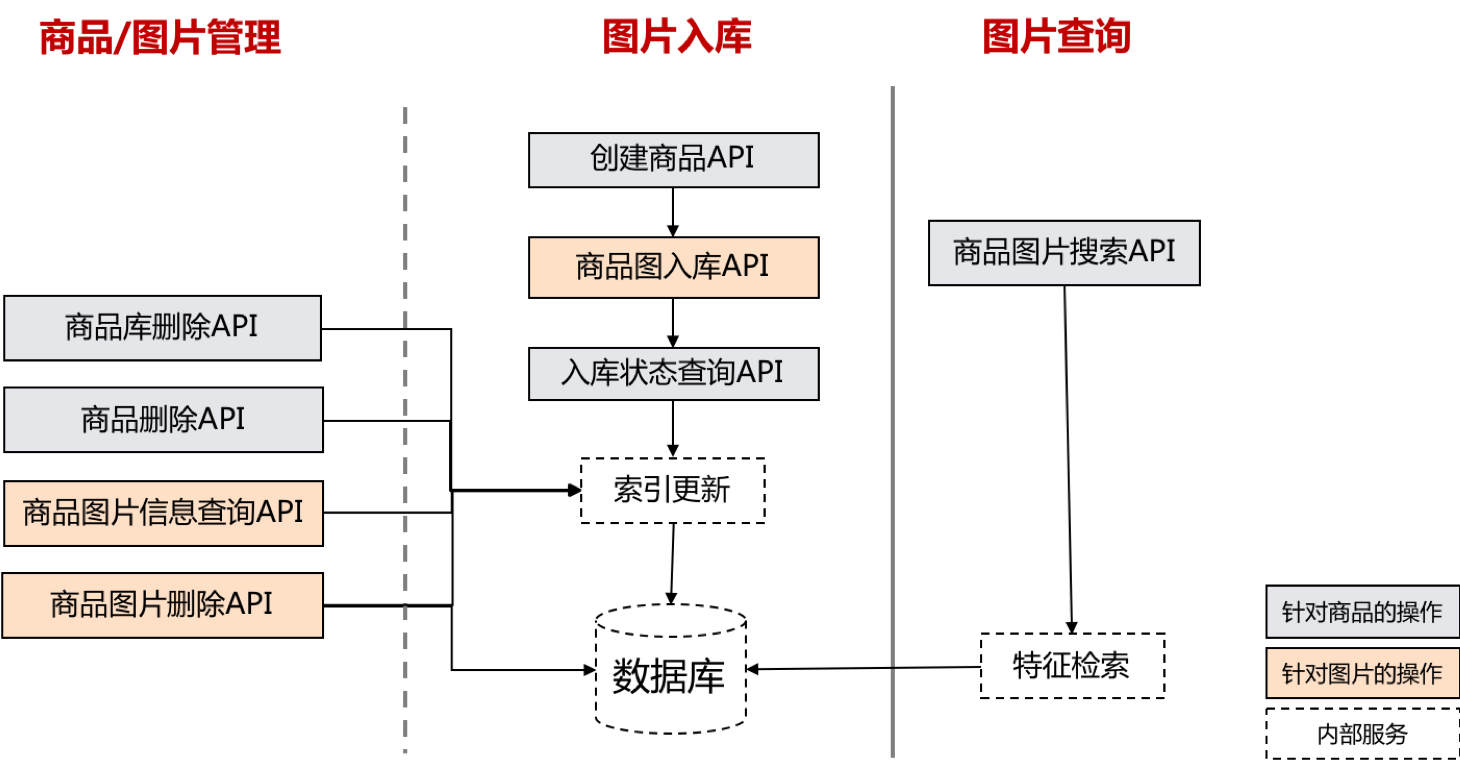 商品/图片管理
图片入库
图片查询
创建商品API
商品图入库API
商品图片搜索API
商品库删除API
入库状态查询API
商品删除API
索引更新
商品图片信息查询API
商品图片删除API
数据库
特征检索
针对商品的操作
针对图片的操作
内部服务